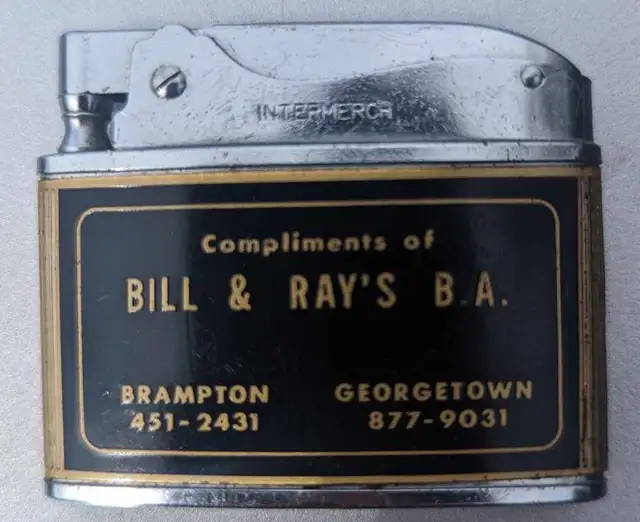 INTERMERCH
Compliments of
BILL & RAY'S B.A.
BRAMPTON GEORGETOWN
451-2431 877-9031